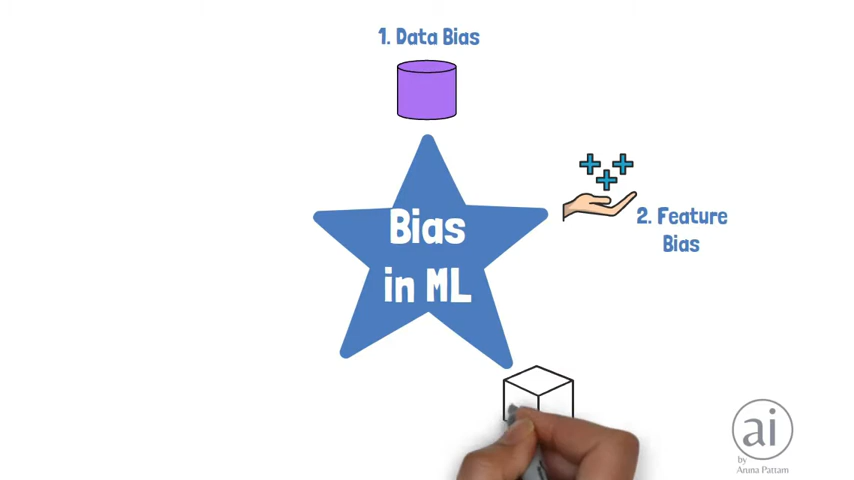 1. Data Bias
2. Feature
Bias
Bias
in ML
ai
by
Aruna Pattam